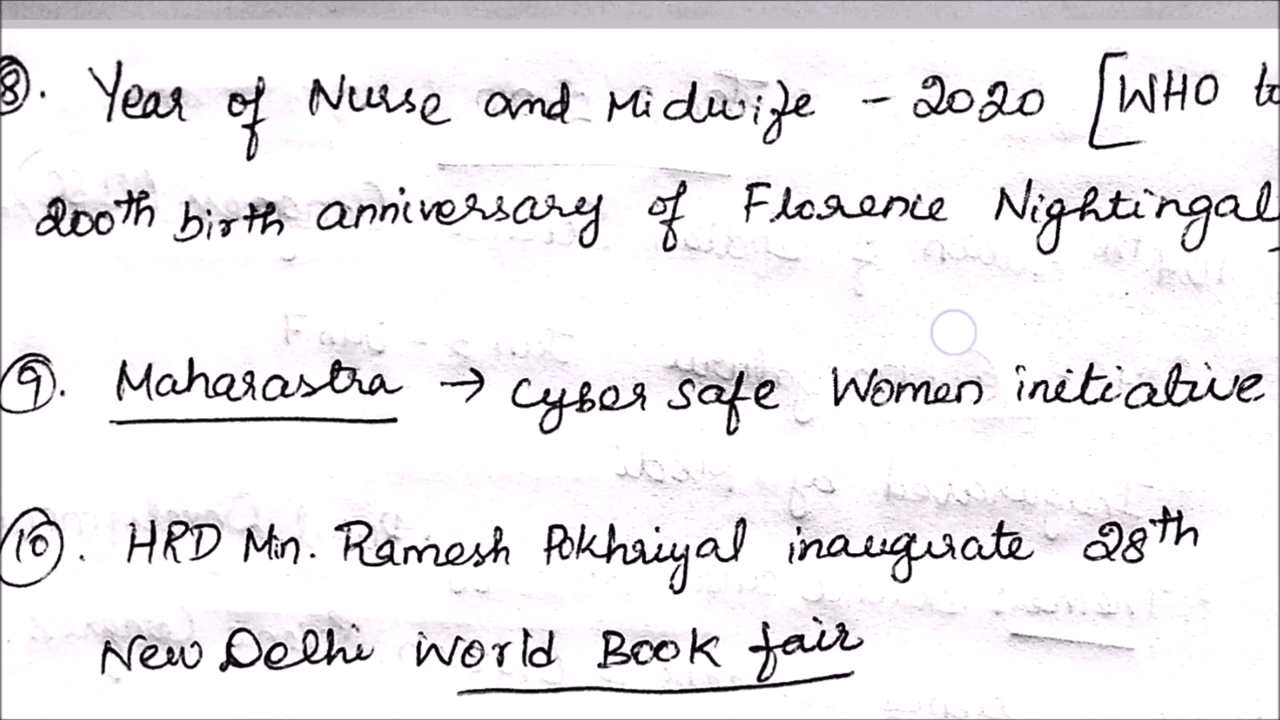 8. Year of Nurse and Midwife - 2020 [WHO to
200th birth anniversary of Florence Nightingal
9. Maharastra → cyber safe Women initiative
10. HRD Min. Ramesh Pokhriyal inaugurate 28th
New Delhi World Book fair